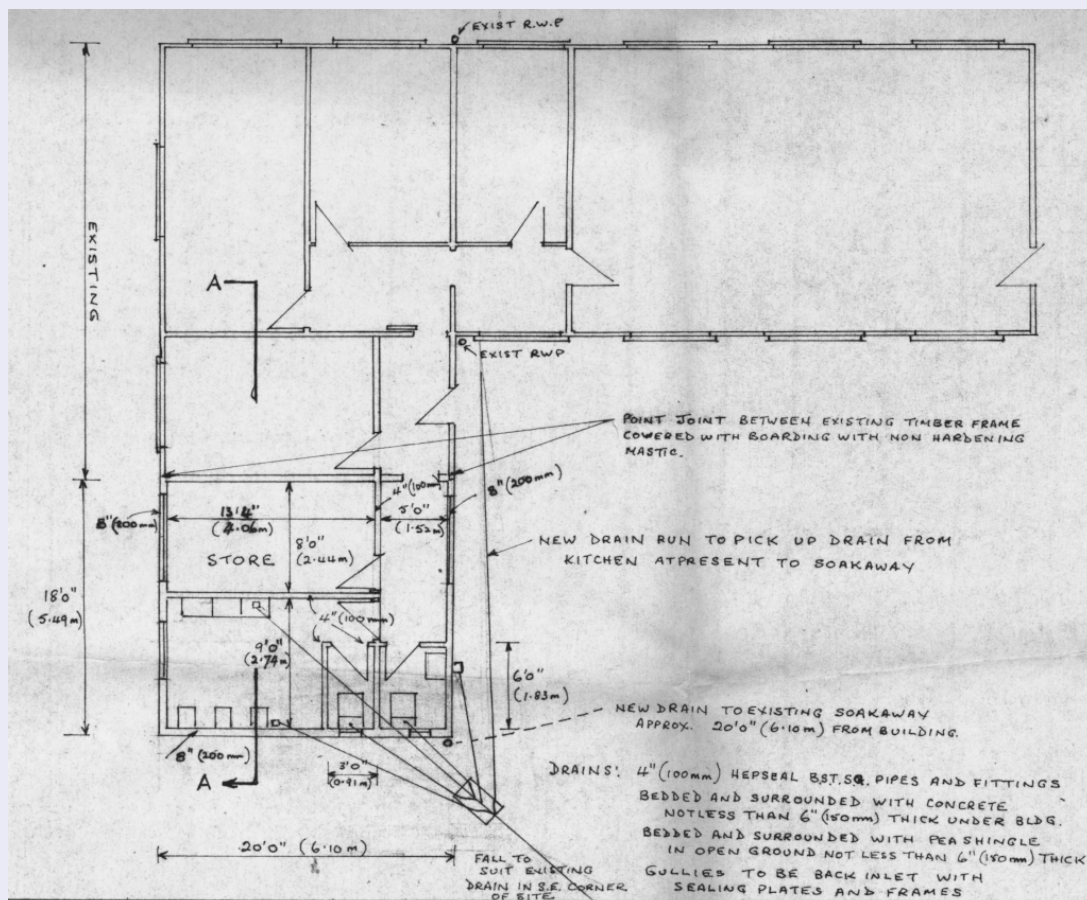 EXIST R.W.P
EXISTING
A
EXIST RWP
POINT JOINT BETWEEN EXISTING TIMBER FRAME
COVERED WITH BOARDING WITH NON HARDENING
MASTIC.
4" (100mm)
8" (200mm)
8" (200mm)
13'4"
(4.06m)
5'0"
(1.52m)
8'0"
(2.44m)
STORE
NEW DRAIN RUN TO PICK UP DRAIN FROM
KITCHEN ATPRESENT TO SOAKAWAY
18'0"
(5.49m)
4" (100mm)
9'0"
(2.74m)
6'0"
(1.83m)
NEW DRAIN TO EXISTING SOAKAWAY
APPROX. 20'0" (6.10m) FROM BUILDING.
8" (200mm)
A
3'0"
(0.91m)
DRAINS: 4" (100mm) HEPSEAL B.S.T.SQ. PIPES AND FITTINGS
BEDDED AND SURROUNDED WITH CONCRETE
NOTLESS THAN 6" (150mm) THICK UNDER BLDG.
BEDDED AND SURROUNDED WITH PEA SHINGLE
IN OPEN GROUND NOT LESS THAN 6" (150mm) THICK
GULLIES TO BE BACK INLET WITH
SEALING PLATES AND FRAMES
20'0" (6.10m)
FALL TO
SUIT EXISTING
DRAIN IN S.E. CORNER
OF SITE